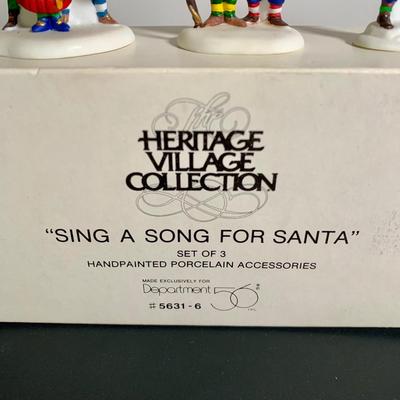 The
HERITAGE
VILLAGE
COLLECTION
"SING A SONG FOR SANTA"
SET OF 3
HANDPAINTED PORCELAIN ACCESSORIES
MADE EXCLUSIVELY FOR
Department 56
INC.
#5631-6